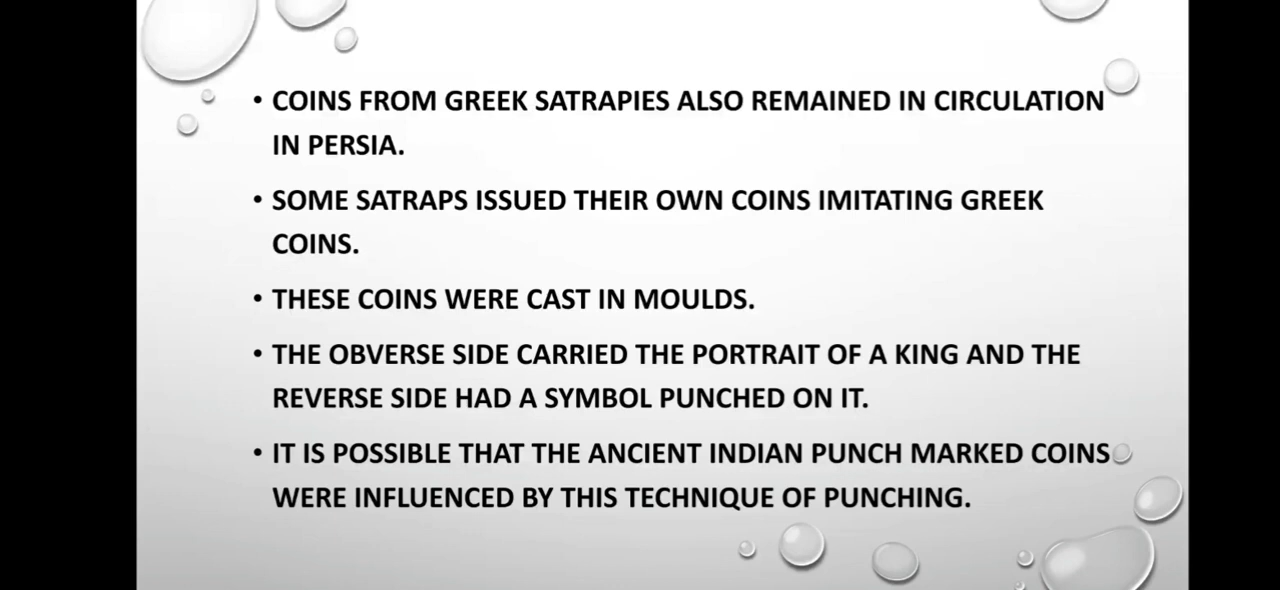 • COINS FROM GREEK SATRAPIES ALSO REMAINED IN CIRCULATION
IN PERSIA.
• SOME SATRAPS ISSUED THEIR OWN COINS IMITATING GREEK
COINS.
• THESE COINS WERE CAST IN MOULDS.
• THE OBVERSE SIDE CARRIED THE PORTRAIT OF A KING AND THE
REVERSE SIDE HAD A SYMBOL PUNCHED ON IT.
• IT IS POSSIBLE THAT THE ANCIENT INDIAN PUNCH MARKED COINS
WERE INFLUENCED BY THIS TECHNIQUE OF PUNCHING.